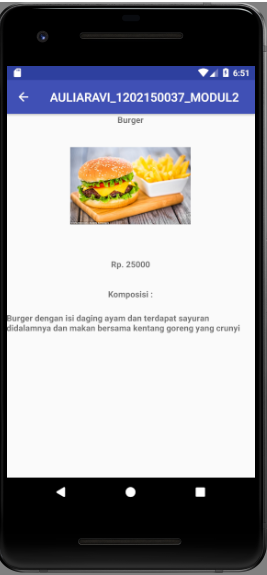 6:51
AULIARAVI_1202150037_MODUL2
Burger
Rp. 25000
Komposisi :
Burger dengan isi daging ayam dan terdapat sayuran
didalamnya dan makan bersama kentang goreng yang crunyi